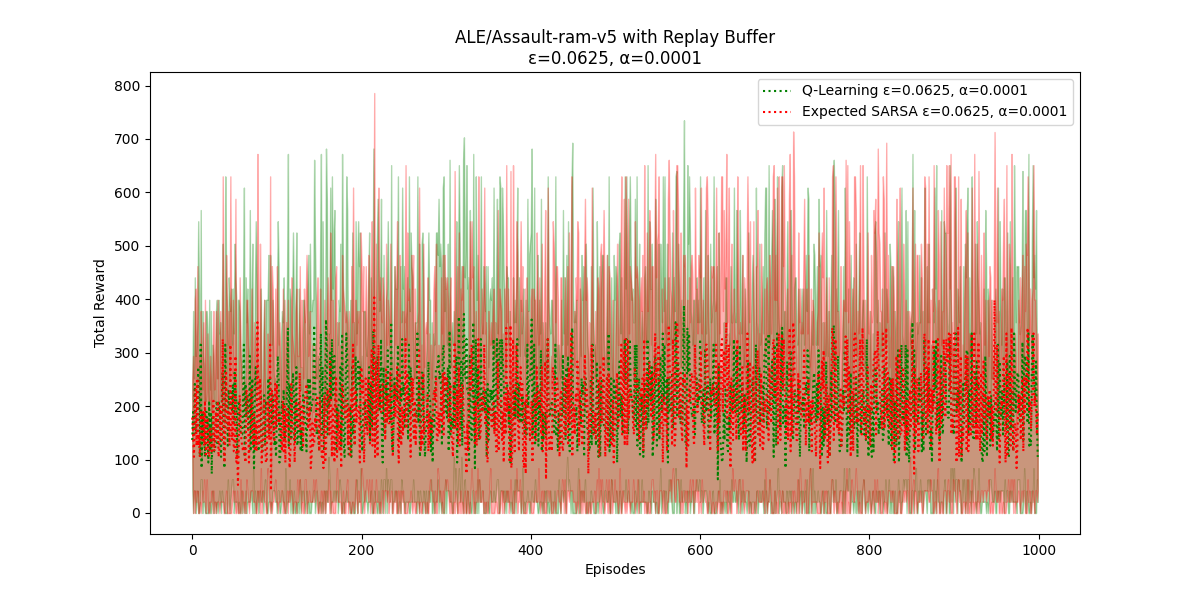 ALE/Assault-ram-v5 with Replay Buffer
ε=0.0625, α=0.0001
Q-Learning ε=0.0625, α=0.0001
Expected SARSA ε=0.0625, α=0.0001
Total Reward
800
700
600
500
400
300
200
100
0
0 200 400 600 800 1000
Episodes